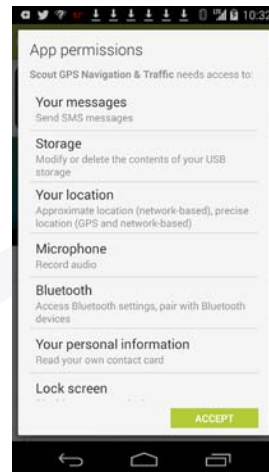 10:32
App permissions
Scout GPS Navigation & Traffic needs access to:
Your messages
Send SMS messages
Storage
Modify or delete the contents of your USB
storage
Your location
Approximate location (network-based), precise
location (GPS and network-based)
Microphone
Record audio
Bluetooth
Access Bluetooth settings, pair with Bluetooth
devices
Your personal information
Read your own contact card
Lock screen
ACCEPT